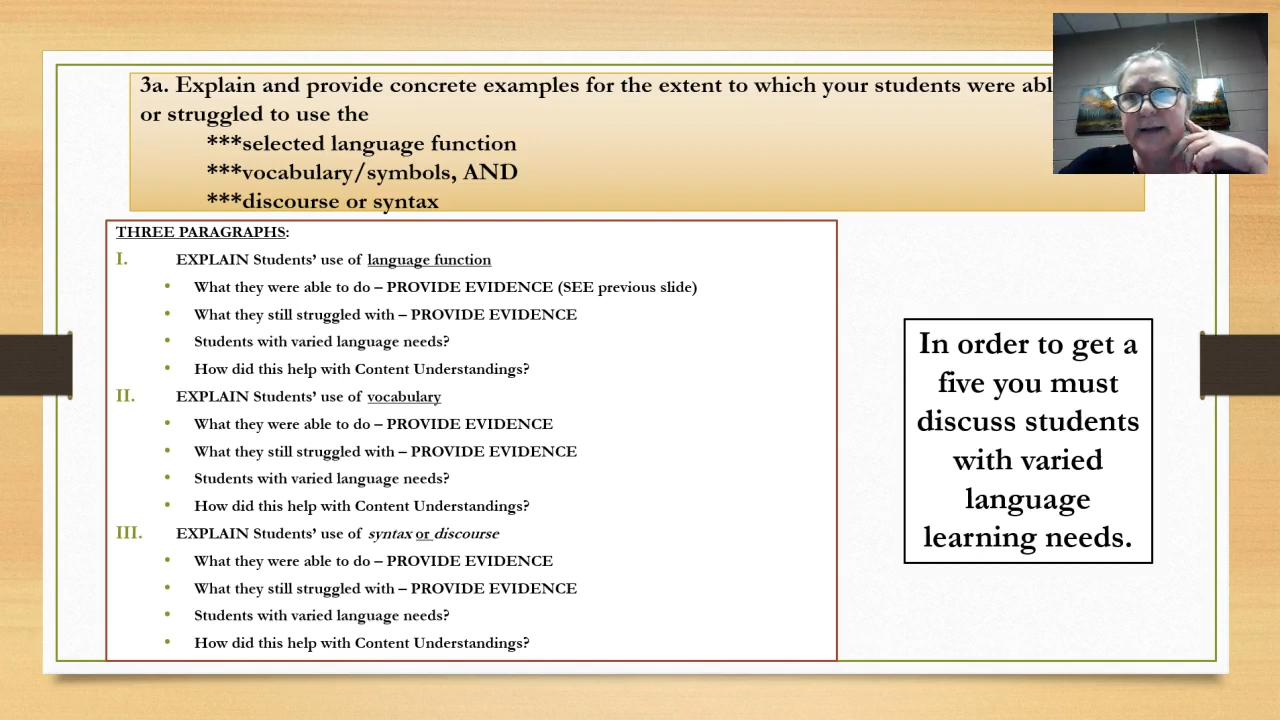 3a. Explain and provide concrete examples for the extent to which your students were
or struggled to use the
***selected language function
***vocabulary/symbols, AND
***discourse or syntax
THREE PARAGRAPHS:
I. EXPLAIN Students' use of language function
• What they were able to do – PROVIDE EVIDENCE (SEE previous slide)
• What they still struggled with – PROVIDE EVIDENCE
• Students with varied language needs?
• How did this help with Content Understandings?
II. EXPLAIN Students' use of vocabulary
• What they were able to do – PROVIDE EVIDENCE
• What they still struggled with – PROVIDE EVIDENCE
• Students with varied language needs?
• How did this help with Content Understandings?
III. EXPLAIN Students' use of syntax or discourse
• What they were able to do – PROVIDE EVIDENCE
• What they still struggled with – PROVIDE EVIDENCE
• Students with varied language needs?
• How did this help with Content Understandings?
In order to get a
five you must
discuss students
with varied
language
learning needs.